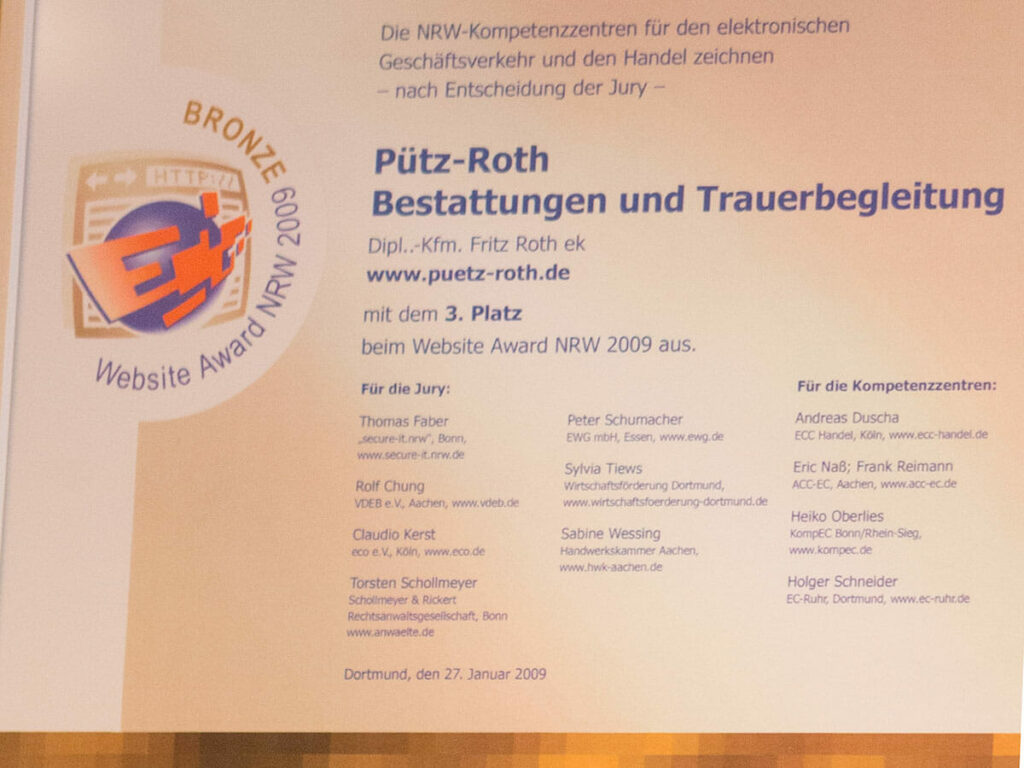 Die NRW-Kompetenzzentren für den elektronischen
Geschäftsverkehr und den Handel zeichnen
– nach Entscheidung der Jury –
BRONZE
HTTP://
Website Award NRW 2009
Pütz-Roth
Bestattungen und Trauerbegleitung
Dipl..-Kfm. Fritz Roth ek
www.puetz-roth.de
mit dem 3. Platz
beim Website Award NRW 2009 aus.
Für die Jury:
Thomas Faber
„secure-it.nrw", Bonn,
www.secure-it.nrw.de
Rolf Chung
VDEB e.V., Aachen, www.vdeb.de
Claudio Kerst
eco e.V., Köln, www.eco.de
Torsten Schollmeyer
Schollmeyer & Rickert
Rechtsanwaltsgesellschaft, Bonn
www.anwaelte.de
Peter Schumacher
EWG mbH, Essen, www.ewg.de
Sylvia Tiews
Wirtschaftsförderung Dortmund,
www.wirtschaftsfoerderung-dortmund.de
Sabine Wessing
Handwerkskammer Aachen,
www.hwk-aachen.de
Für die Kompetenzzentren:
Andreas Duscha
ECC Handel, Köln, www.ecc-handel.de
Eric Naß; Frank Reimann
ACC-EC, Aachen, www.acc-ec.de
Heiko Oberlies
KompEC Bonn/Rhein-Sieg,
www.kompec.de
Holger Schneider
EC-Ruhr, Dortmund, www.ec-ruhr.de
Dortmund, den 27. Januar 2009